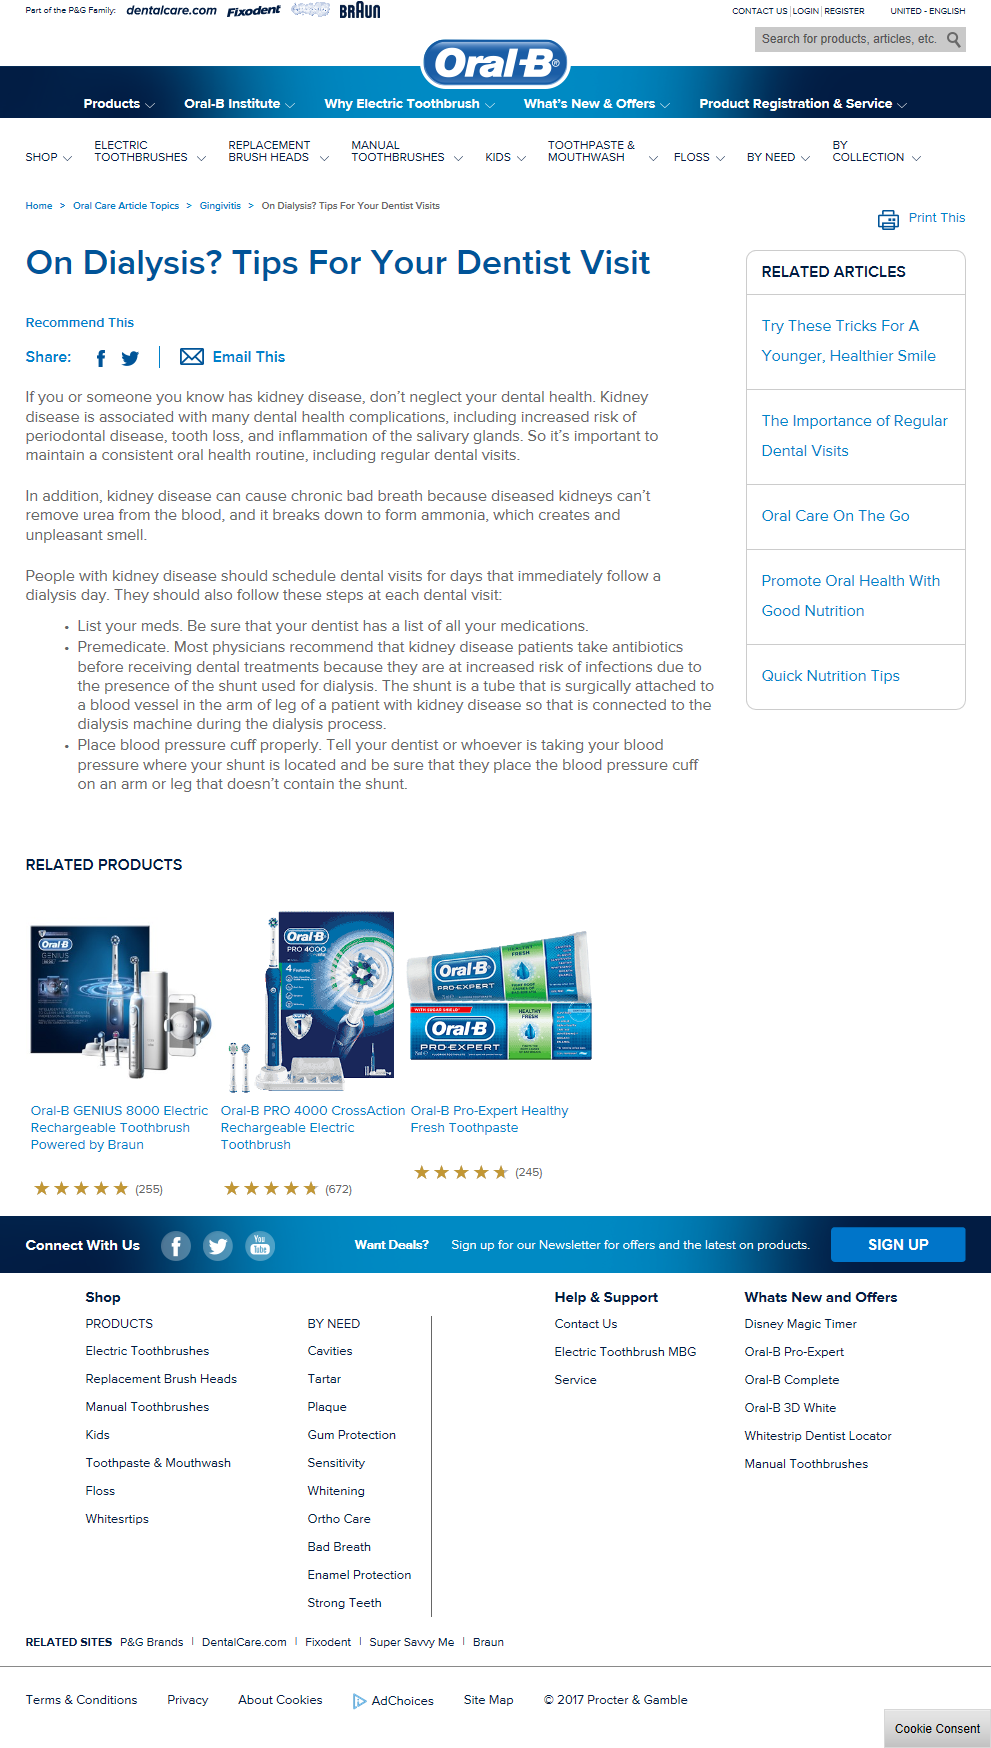 Part of the P&G Family: dentalcare.com Fixodent BRAUN
CONTACT US | LOGIN | REGISTER UNITED - ENGLISH
Search for products, articles, etc.
Oral-B®
Products Oral-B Institute Why Electric Toothbrush What's New & Offers Product Registration & Service
SHOP ELECTRIC TOOTHBRUSHES REPLACEMENT BRUSH HEADS MANUAL TOOTHBRUSHES KIDS TOOTHPASTE & MOUTHWASH FLOSS BY NEED BY COLLECTION
Home > Oral Care Article Topics > Gingivitis > On Dialysis? Tips For Your Dentist Visits
Print This
On Dialysis? Tips For Your Dentist Visit
Recommend This
Share: Email This
If you or someone you know has kidney disease, don't neglect your dental health. Kidney
disease is associated with many dental health complications, including increased risk of
periodontal disease, tooth loss, and inflammation of the salivary glands. So it's important to
maintain a consistent oral health routine, including regular dental visits.
In addition, kidney disease can cause chronic bad breath because diseased kidneys can't
remove urea from the blood, and it breaks down to form ammonia, which creates and
unpleasant smell.
People with kidney disease should schedule dental visits for days that immediately follow a
dialysis day. They should also follow these steps at each dental visit:
• List your meds. Be sure that your dentist has a list of all your medications.
• Premedicate. Most physicians recommend that kidney disease patients take antibiotics
before receiving dental treatments because they are at increased risk of infections due to
the presence of the shunt used for dialysis. The shunt is a tube that is surgically attached to
a blood vessel in the arm of leg of a patient with kidney disease so that is connected to the
dialysis machine during the dialysis process.
• Place blood pressure cuff properly. Tell your dentist or whoever is taking your blood
pressure where your shunt is located and be sure that they place the blood pressure cuff
on an arm or leg that doesn't contain the shunt.
RELATED ARTICLES
Try These Tricks For A
Younger, Healthier Smile
The Importance of Regular
Dental Visits
Oral Care On The Go
Promote Oral Health With
Good Nutrition
Quick Nutrition Tips
RELATED PRODUCTS
Oral-B
GENIUS
Oral-B
PRO 4000
4 Features
#1
Oral-B
PRO-EXPERT
HEALTHY
FRESH
Oral-B
PRO-EXPERT
HEALTHY
FRESH
Oral-B GENIUS 8000 Electric
Rechargeable Toothbrush
Powered by Braun
(255)
Oral-B PRO 4000 CrossAction
Rechargeable Electric
Toothbrush
(672)
Oral-B Pro-Expert Healthy
Fresh Toothpaste
(245)
Connect With Us You Tube Want Deals? Sign up for our Newsletter for offers and the latest on products. SIGN UP
Shop
PRODUCTS
Electric Toothbrushes
Replacement Brush Heads
Manual Toothbrushes
Kids
Toothpaste & Mouthwash
Floss
Whitesrtips
BY NEED
Cavities
Tartar
Plaque
Gum Protection
Sensitivity
Whitening
Ortho Care
Bad Breath
Enamel Protection
Strong Teeth
Help & Support
Contact Us
Electric Toothbrush MBG
Service
Whats New and Offers
Disney Magic Timer
Oral-B Pro-Expert
Oral-B Complete
Oral-B 3D White
Whitestrip Dentist Locator
Manual Toothbrushes
RELATED SITES P&G Brands | DentalCare.com | Fixodent | Super Savvy Me | Braun
Terms & Conditions Privacy About Cookies AdChoices Site Map © 2017 Procter & Gamble
Cookie Consent